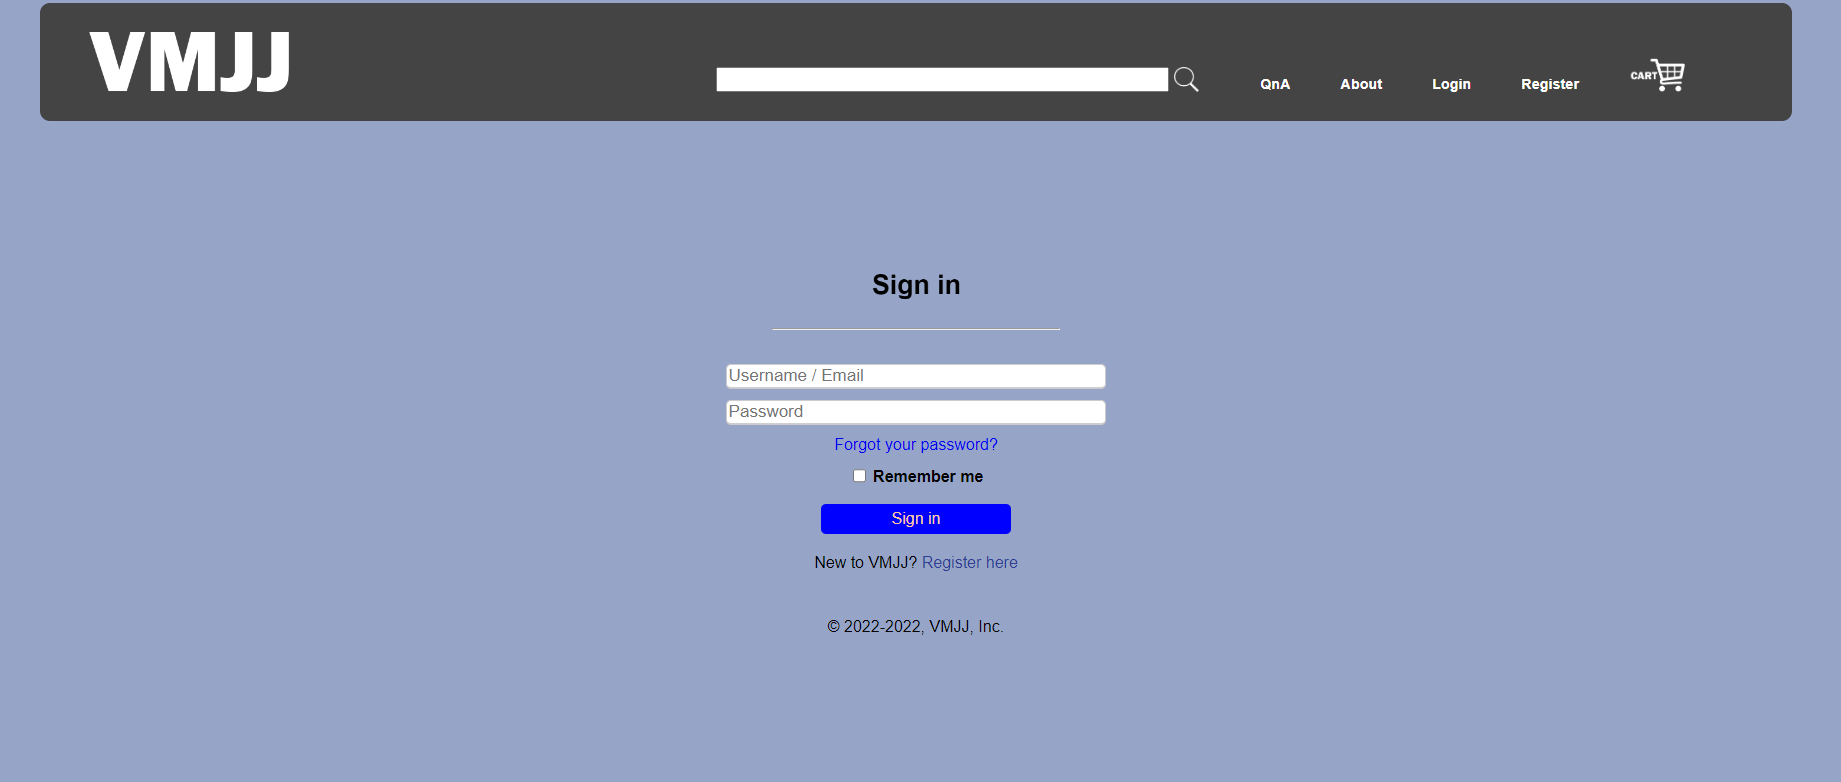 VMJJ
QnA About Login Register CART
Sign in
Username / Email
Password
Forgot your password?
Remember me
Sign in
New to VMJJ? Register here
© 2022-2022, VMJJ, Inc.